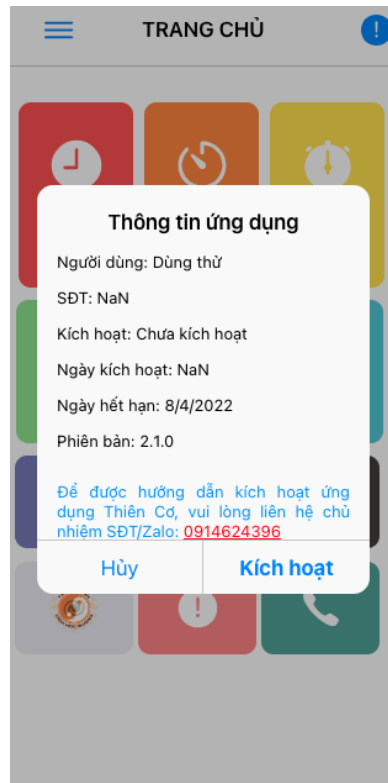 TRANG CHỦ
Thông tin ứng dụng
Người dùng: Dùng thử
SĐT: NaN
Kích hoạt: Chưa kích hoạt
Ngày kích hoạt: NaN
Ngày hết hạn: 8/4/2022
Phiên bản: 2.1.0
Để được hướng dẫn kích hoạt ứng
dụng Thiên Cơ, vui lòng liên hệ chủ
nhiệm SĐT/Zalo: 0914624396
Hủy
Kích hoạt